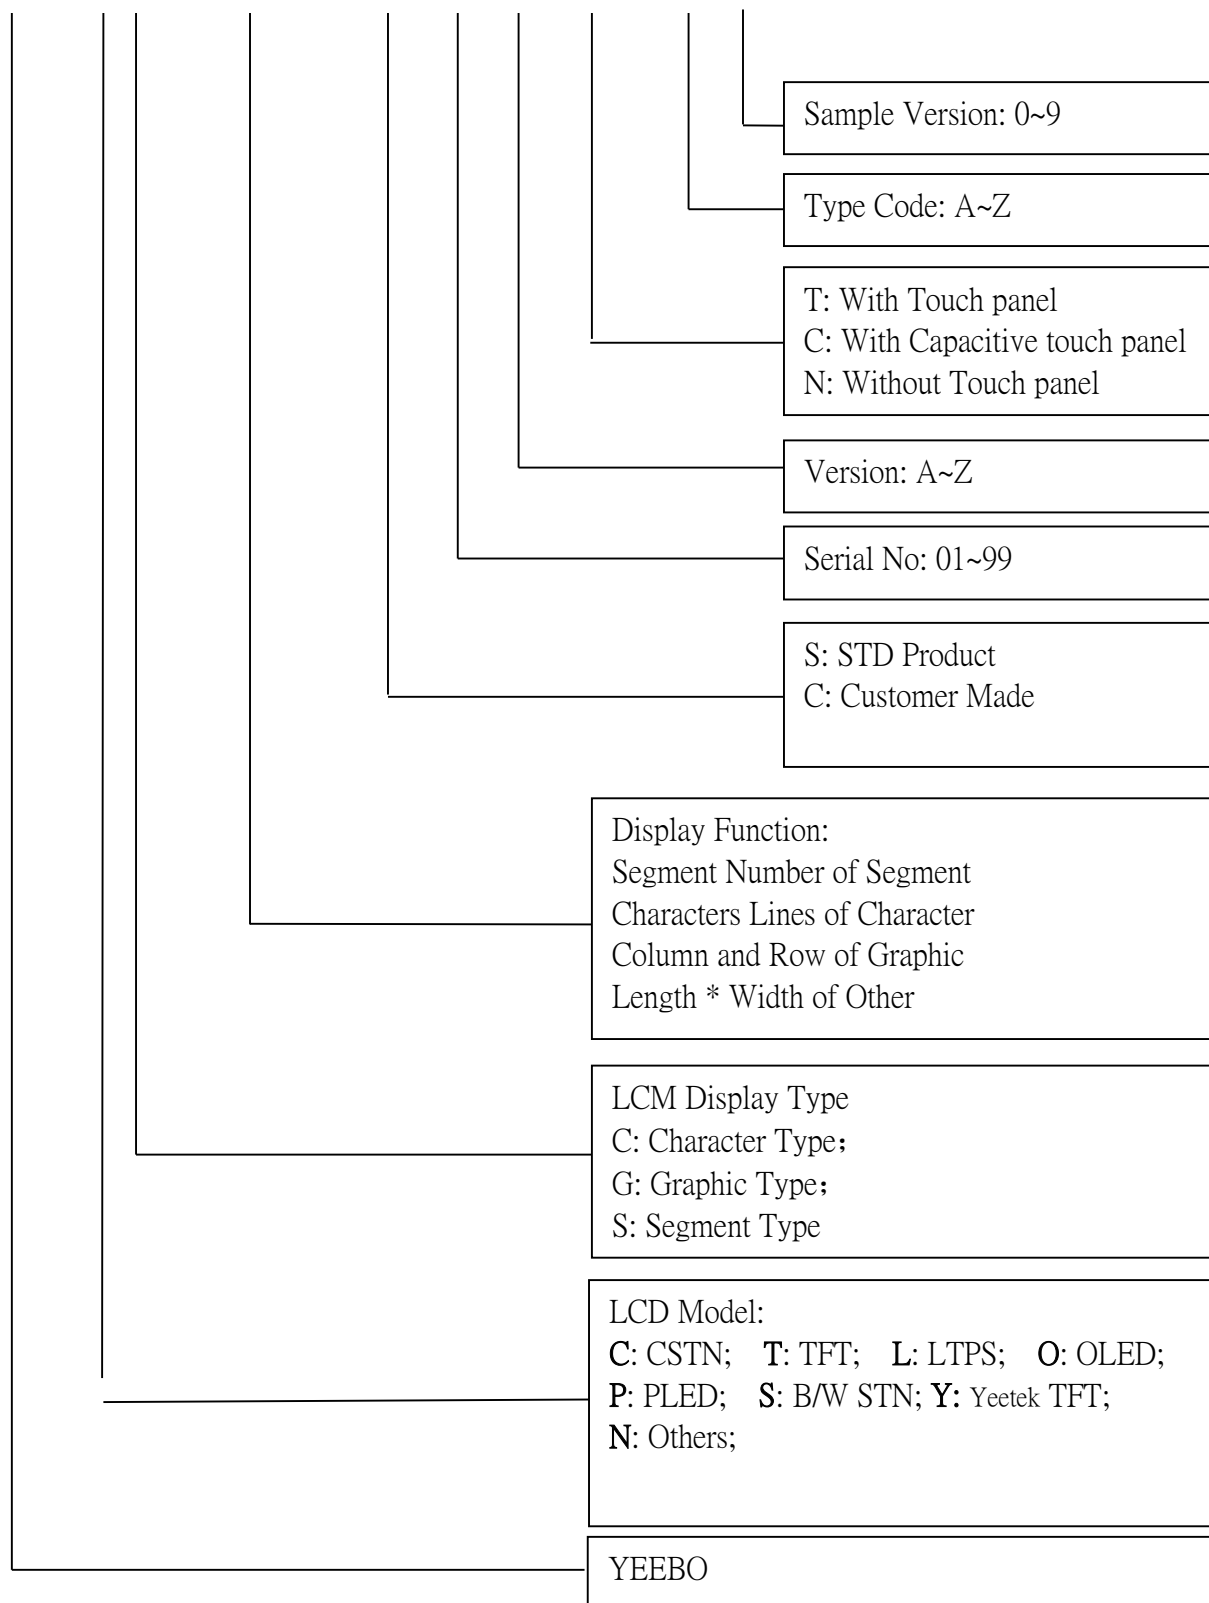 Sample Version: 0~9
Type Code: A~Z
T: With Touch panel
C: With Capacitive touch panel
N: Without Touch panel
Version: A~Z
Serial No: 01~99
S: STD Product
C: Customer Made
Display Function:
Segment Number of Segment
Characters Lines of Character
Column and Row of Graphic
Length * Width of Other
LCM Display Type
C: Character Type;
G: Graphic Type;
S: Segment Type
LCD Model:
C: CSTN; T: TFT; L: LTPS; O: OLED;
P: PLED; S: B/W STN; Y: Yeetek TFT;
N: Others;
YEEBO